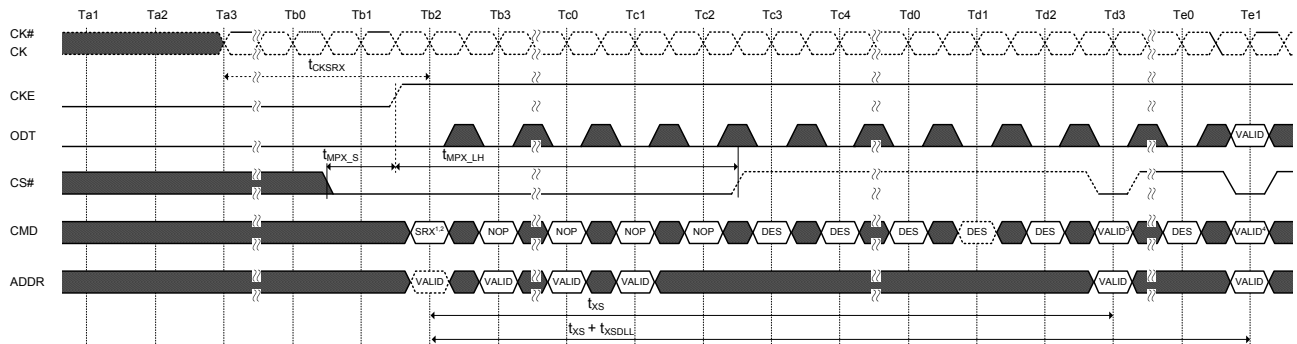 Ta1 Ta2 Ta3 Tb0 Tb1 Tb2 Tb3 Tc0 Tc1 Tc2 Tc3 Tc4 Td0 Td1 Td2 Td3 Te0 Te1
CK#
CK
tCKSRX
CKE
ODT VALID
tMPX_S tMPX_LH
CS#
CMD SRX1,2 NOP NOP NOP NOP DES DES DES DES DES VALID3 DES VALID4
ADDR VALID VALID VALID VALID VALID VALID
tXS
tXS + tXSDLL